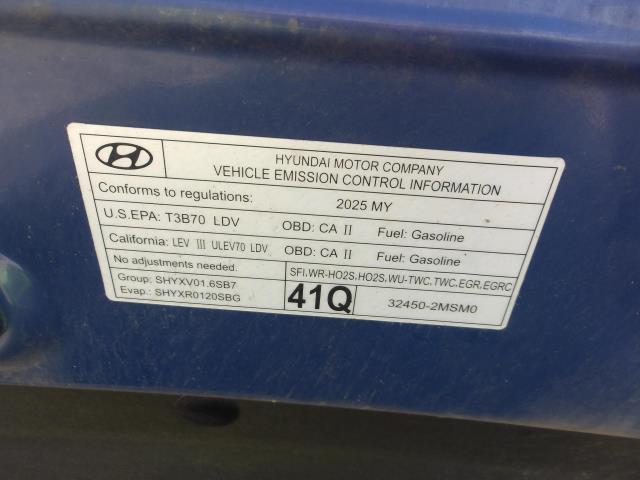 HYUNDAI MOTOR COMPANY
VEHICLE EMISSION CONTROL INFORMATION
Conforms to regulations: 2025 MY
U.S.EPA: T3B70 LDV OBD: CA II Fuel: Gasoline
California: LEV III ULEV70 LDV OBD: CA II Fuel: Gasoline
No adjustments needed. SFI.WR-HO2S.HO2S.WU-TWC.TWC.EGR.EGRC
Group: SHYXV01.6SB7
Evap.: SHYXR0120SBG
41Q
32450-2MSM0